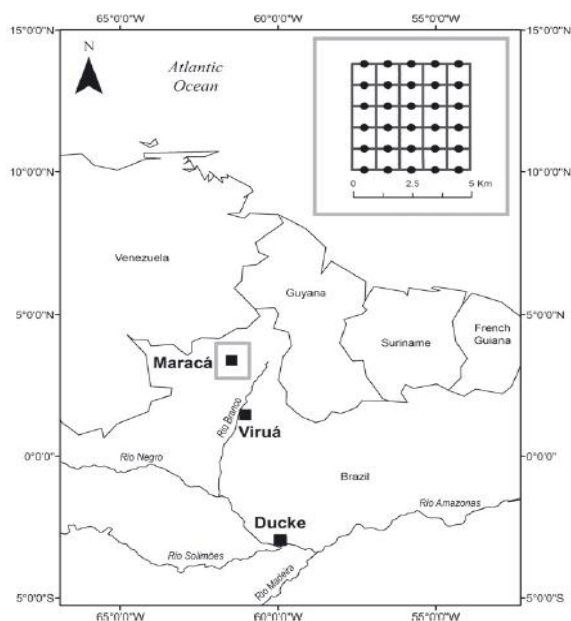 65°0'0"W 60°0'0"W 55°0'0"W
15°0'0"N 15°0'0"N
N
Atlantic
Ocean
0 2.5 5 Km
10°0'0"N 10°0'0"N
Venezuela
Guyana
5°0'0"N 5°0'0"N
Suriname
French
Guiana
Maracá
Rio Branco
Viruá
0°0'0" 0°0'0"
Rio Negro
Brazil
Rio Amazonas
Ducke
Rio Solimões
Rio Madeira
5°0'0"S 5°0'0"S
65°0'0"W 60°0'0"W 55°0'0"W